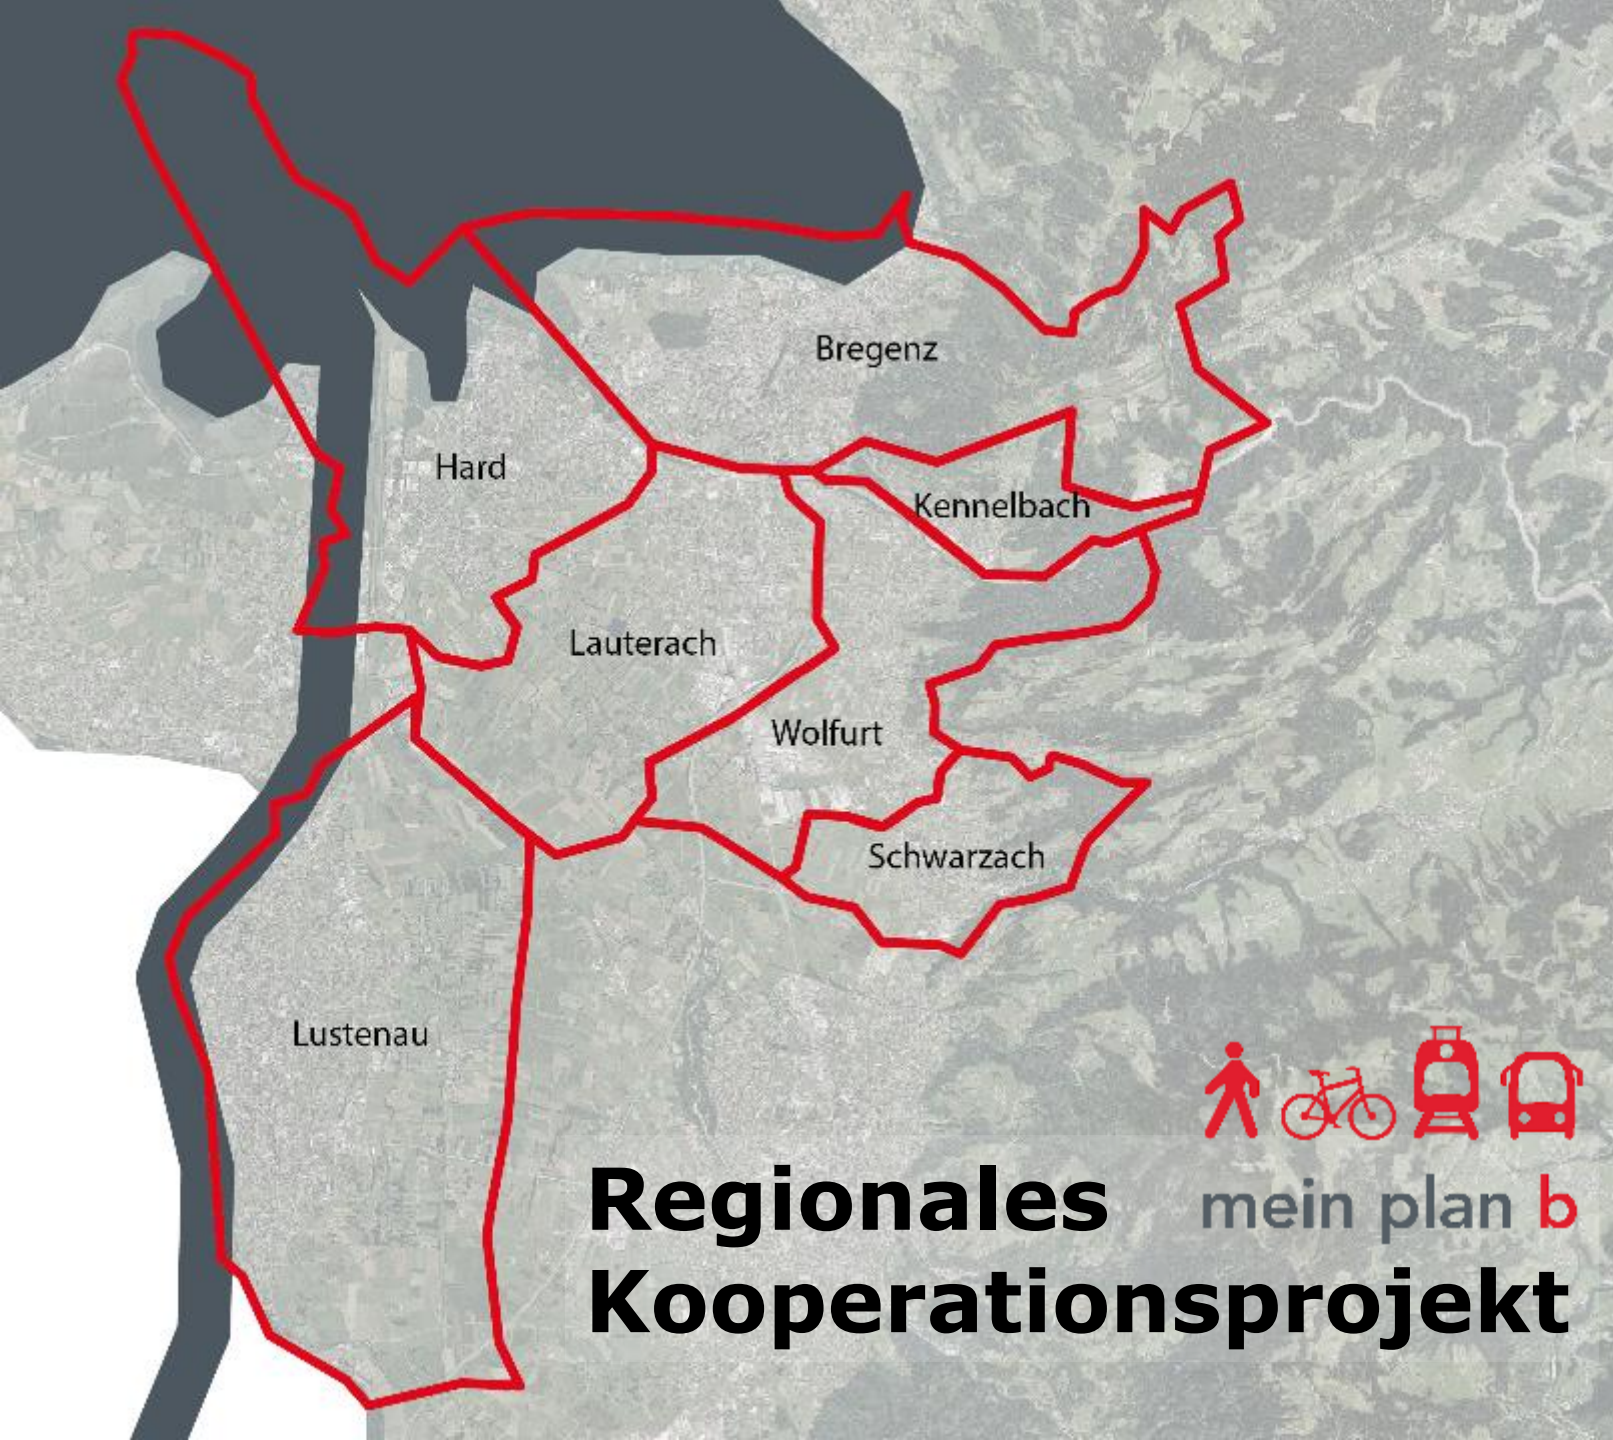 Bregenz
Hard
Kennelbach
Lauterach
Wolfurt
Schwarzach
Lustenau
mein plan b
Regionales
Kooperationsprojekt